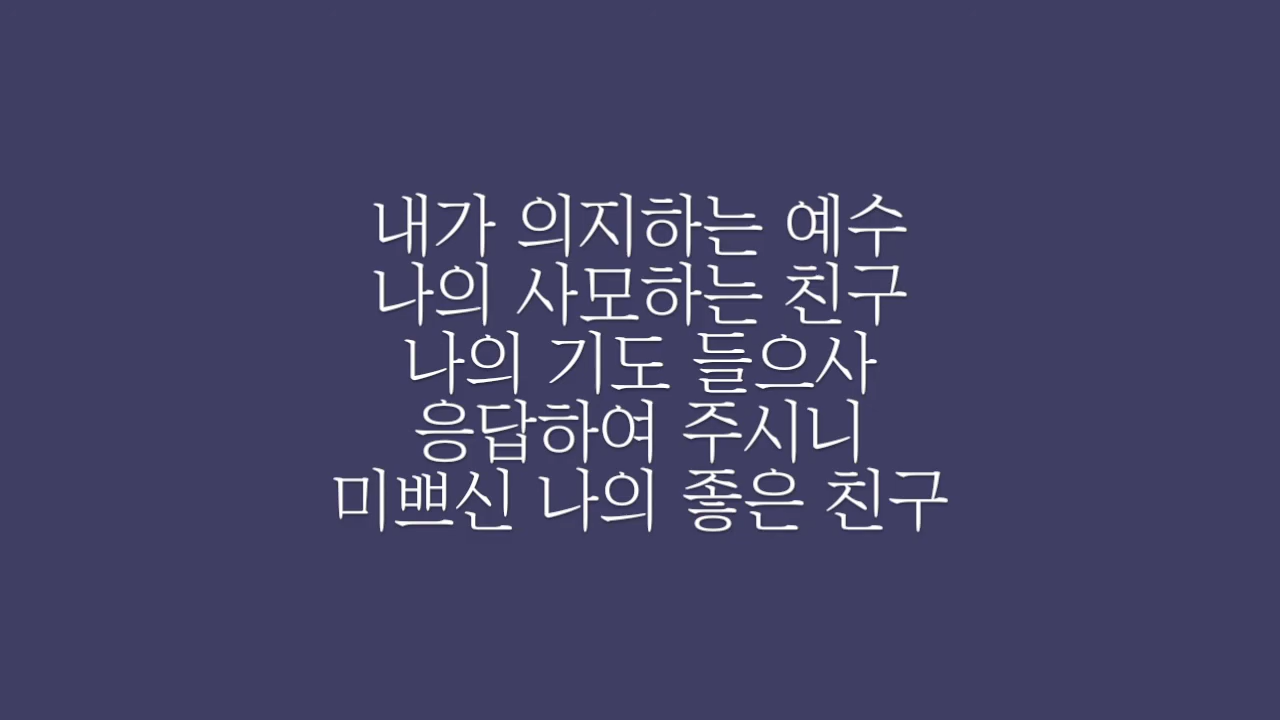 내가 의지하는 예수
나의 사모하는 친구
나의 기도 들으사
응답하여 주시니
미쁘신 나의 좋은 친구